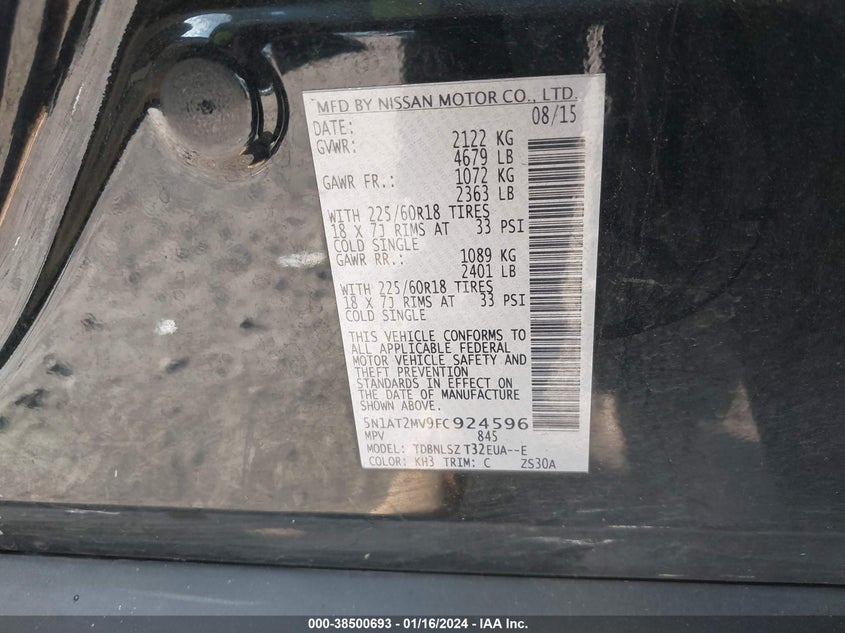 MFD BY NISSAN MOTOR CO., LTD.
DATE: 08/15
GVWR: 2122 KG
4679 LB
GAWR FR.: 1072 KG
2363 LB
WITH 225/60R18 TIRES
18 X 7J RIMS AT 33 PSI
COLD SINGLE
GAWR RR.: 1089 KG
2401 LB
WITH 225/60R18 TIRES
18 X 7J RIMS AT 33 PSI
COLD SINGLE
THIS VEHICLE CONFORMS TO
ALL APPLICABLE FEDERAL
MOTOR VEHICLE SAFETY AND
THEFT PREVENTION
STANDARDS IN EFFECT ON
THE DATE OF MANUFACTURE
SHOWN ABOVE.
5N1AT2MV9FC924596
MPV 845
MODEL: TDBNLSZ T32EUA--E
COLOR: KH3 TRIM: C ZS30A
000-38500693 - 01/16/2024 - IAA Inc.